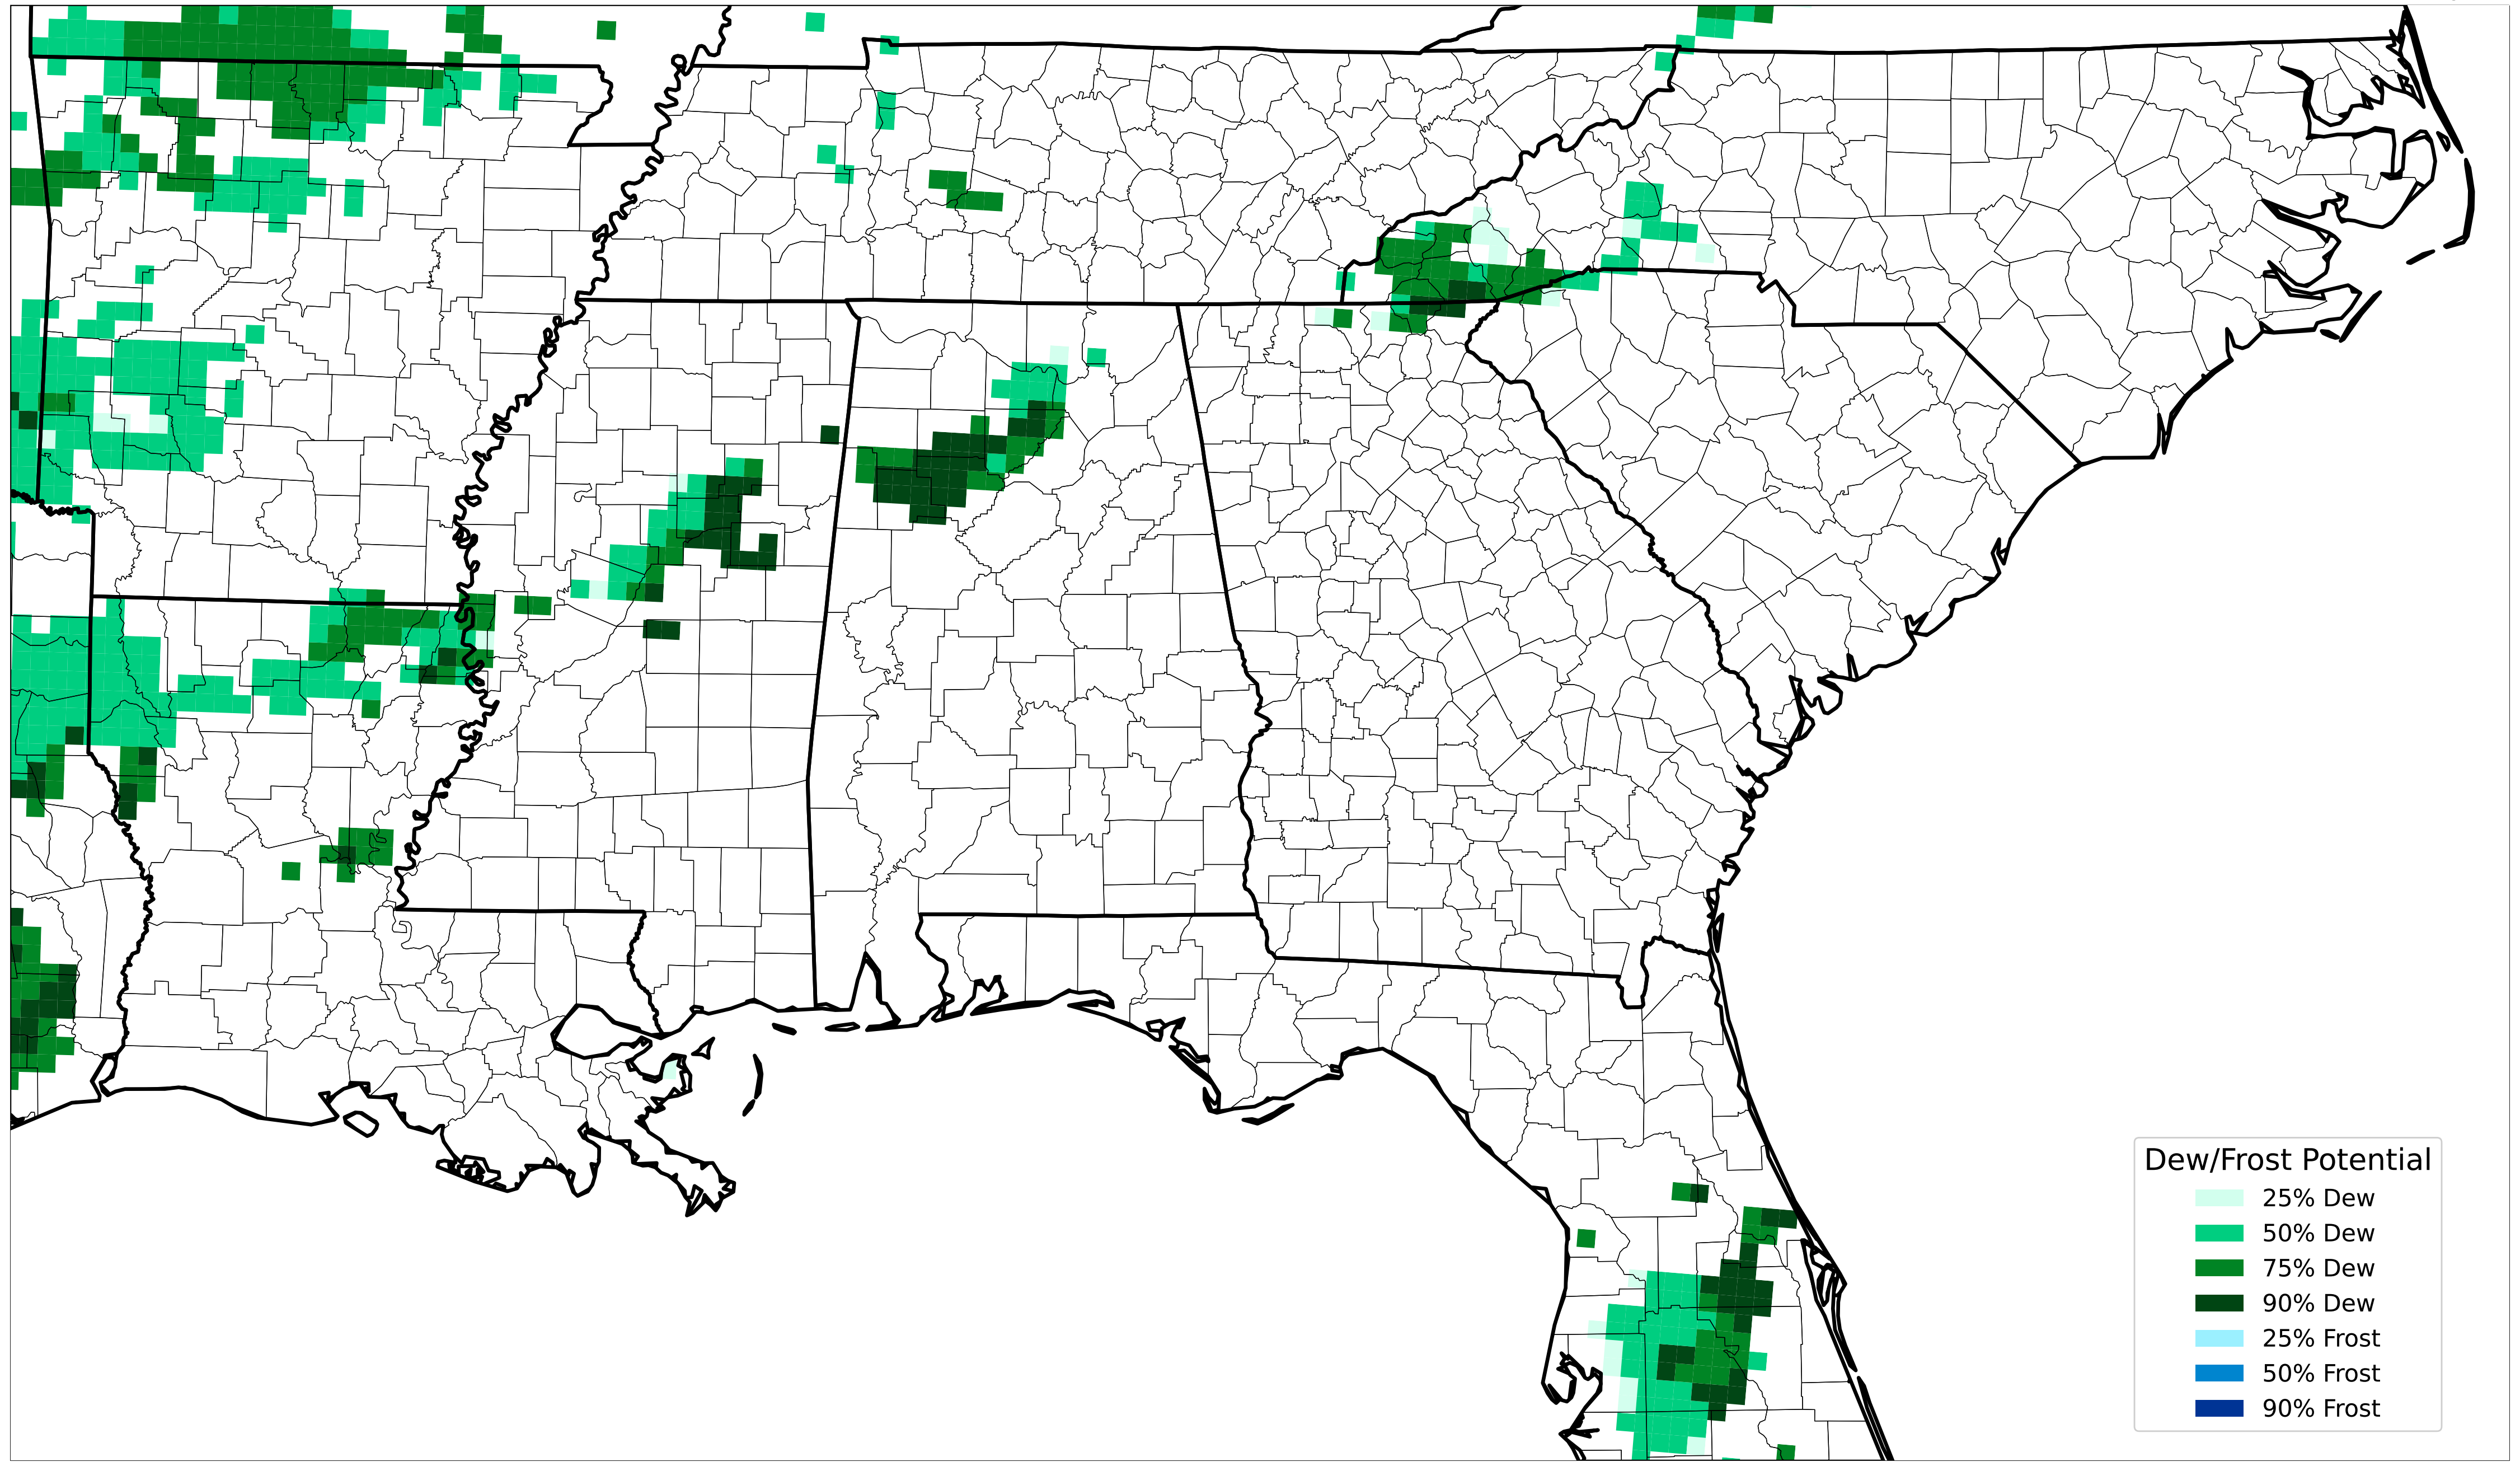 Dew/Frost Potential
25% Dew
50% Dew
75% Dew
90% Dew
25% Frost
50% Frost
90% Frost